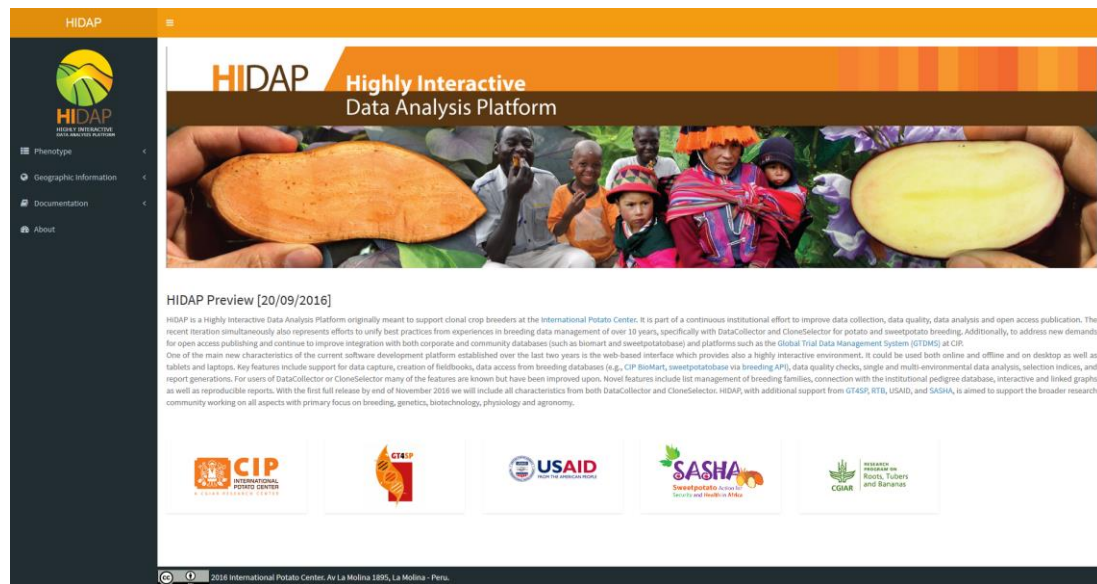 HIDAP
HIDAP
HIGHLY INTERACTIVE
DATA ANALYSIS PLATFORM
Phenotype
Geographic Information
Documentation
About
HIDAP
Highly Interactive
Data Analysis Platform
HIDAP Preview [20/09/2016]
HIDAP is a Highly Interactive Data Analysis Platform originally meant to support clonal crop breeders at the International Potato Center. It is part of a continuous institutional effort to improve data collection, data quality, data analysis and open access publication. The
recent iteration simultaneously also represents efforts to unify best practices from experiences in breeding data management of over 10 years, specifically with DataCollector and CloneSelector for potato and sweetpotato breeding. Additionally, to address new demands
for open access publishing and continue to improve integration with both corporate and community databases (such as biomart and sweetpotatobase) and platforms such as the Global Trial Data Management System (GTDMS) at CIP.
One of the main new characteristics of the current software development platform established over the last two years is the web-based interface which provides also a highly interactive environment. It could be used both online and offline and on desktop as well as
tablets and laptops. Key features include support for data capture, creation of fieldbooks, data access from breeding databases (e.g., CIP BioMart, sweetpotatobase via breeding API), data quality checks, single and multi-environmental data analysis, selection indices, and
report generations. For users of DataCollector or CloneSelector many of the features are known but have been improved upon. Novel features include list management of breeding families, connection with the institutional pedigree database, interactive and linked graphs
as well as reproducible reports. With the first full release by end of November 2016 we will include all characteristics from both DataCollector and CloneSelector. HIDAP, with additional support from GT4SP, RTB, USAID, and SASHA, is aimed to support the broader research
community working on all aspects with primary focus on breeding, genetics, biotechnology, physiology and agronomy.
CIP
INTERNATIONAL
POTATO CENTER
A CGIAR RESEARCH CENTER
GT4SP
USAID
FROM THE AMERICAN PEOPLE
SASHA
Sweetpotato Action for
Security and Health in Africa
CGIAR
RESEARCH
PROGRAM ON
Roots, Tubers
and Bananas
cc
2016 International Potato Center. Av La Molina 1895, La Molina - Peru.